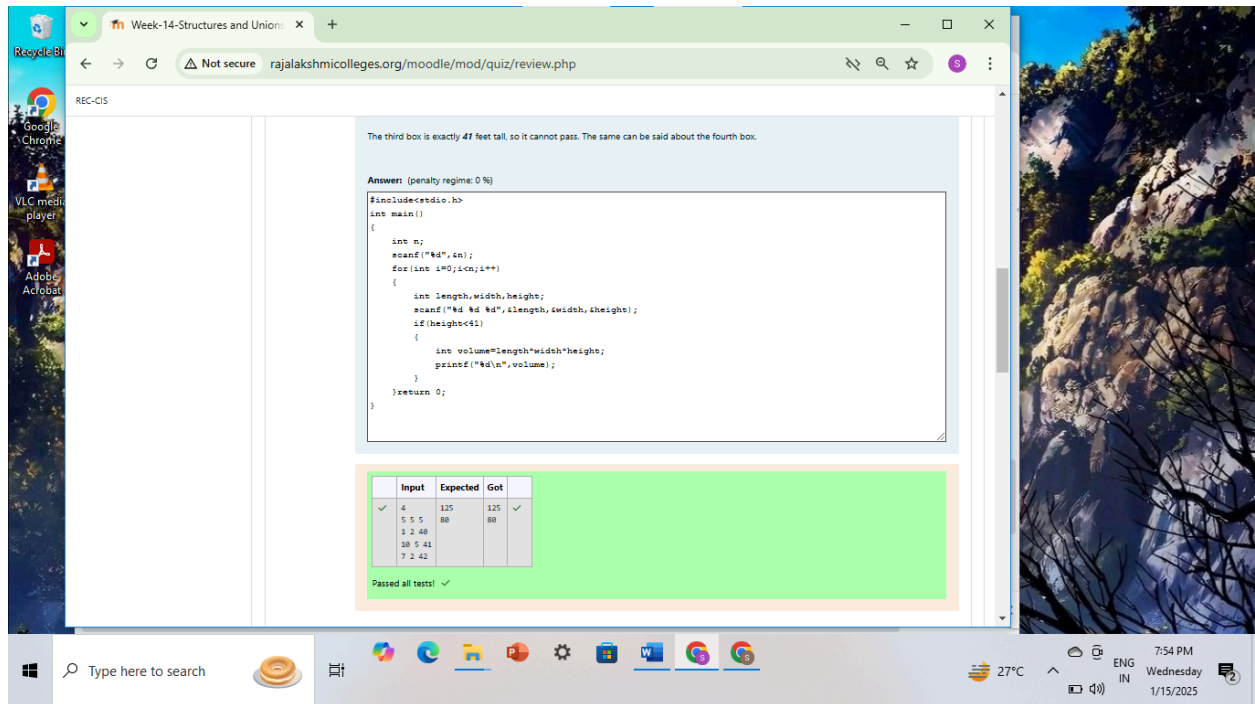 Recycle Bi
Week-14-Structures and Unions
Not secure rajalakshmicolleges.org/moodle/mod/quiz/review.php
S
REC-CIS
Google
Chrome
VLC medi
player
Adobe
Acrobat
The third box is exactly 41 feet tall, so it cannot pass. The same can be said about the fourth box.
Answer: (penalty regime: 0 %)
#include<stdio.h>
int main()
{
    int n;
    scanf("%d",&n);
    for(int i=0;i<n;i++)
    {
        int length,width,height;
        scanf("%d %d %d",&length,&width,&height);
        if(height<41)
        {
            int volume=length*width*height;
            printf("%d\n",volume);
        }
    }return 0;
}
Input Expected Got
4 125 125
5 5 5 80 80
1 2 40
10 5 41
7 2 42
Passed all tests!
Type here to search
27°C
ENG
IN
7:54 PM
Wednesday
1/15/2025
2